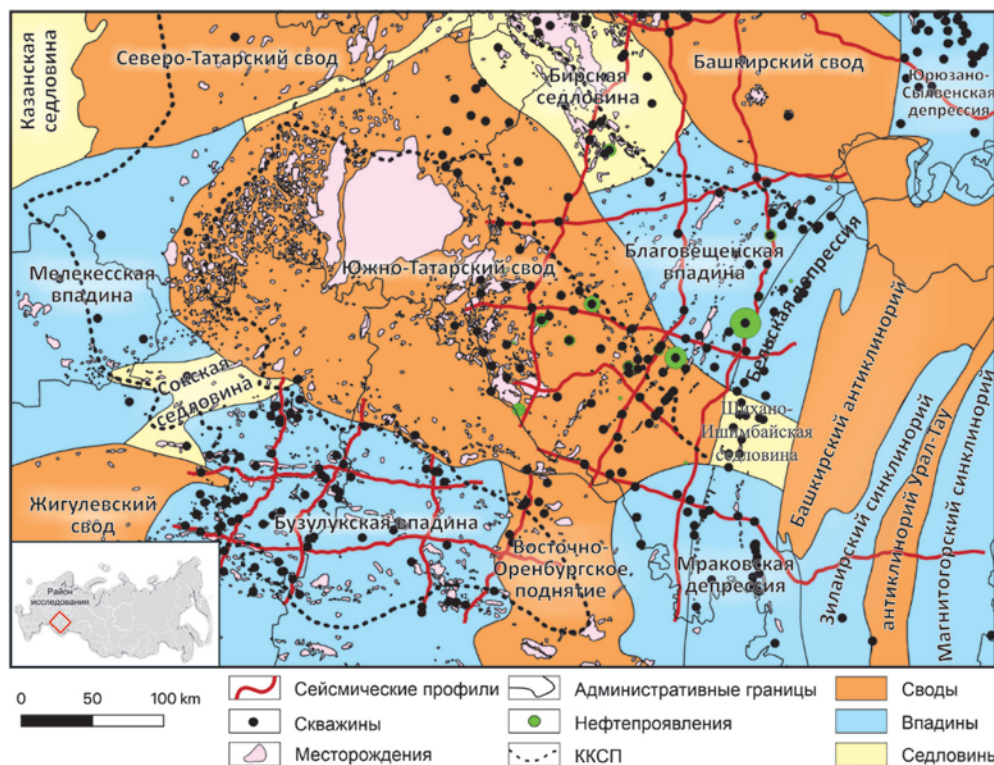 Казанская
седловина
Северо-Татарский свод
Бирская
седловина
Башкирский свод
Юрюзано-
Сылвенская
депрессия
Мелекесская
впадина
Южно-Татарский свод
Благовещенская
впадина
Бельская депрессия
Сокская
седловина
Шихано-
Ишимбайская
седловина
Башкирский антиклинорий
Зилаирский синклинорий
антиклинорий Урал-Тау
Магнитогорский синклинорий
Жигулевский
свод
Бузулукская впадина
Восточно-
Оренбургское
поднятие
Мраковская
депрессия
Район
исследования
0 50 100 km
Сейсмические профили
Скважины
Месторождения
Административные границы
Нефтепроявления
ККСП
Своды
Впадины
Седловины